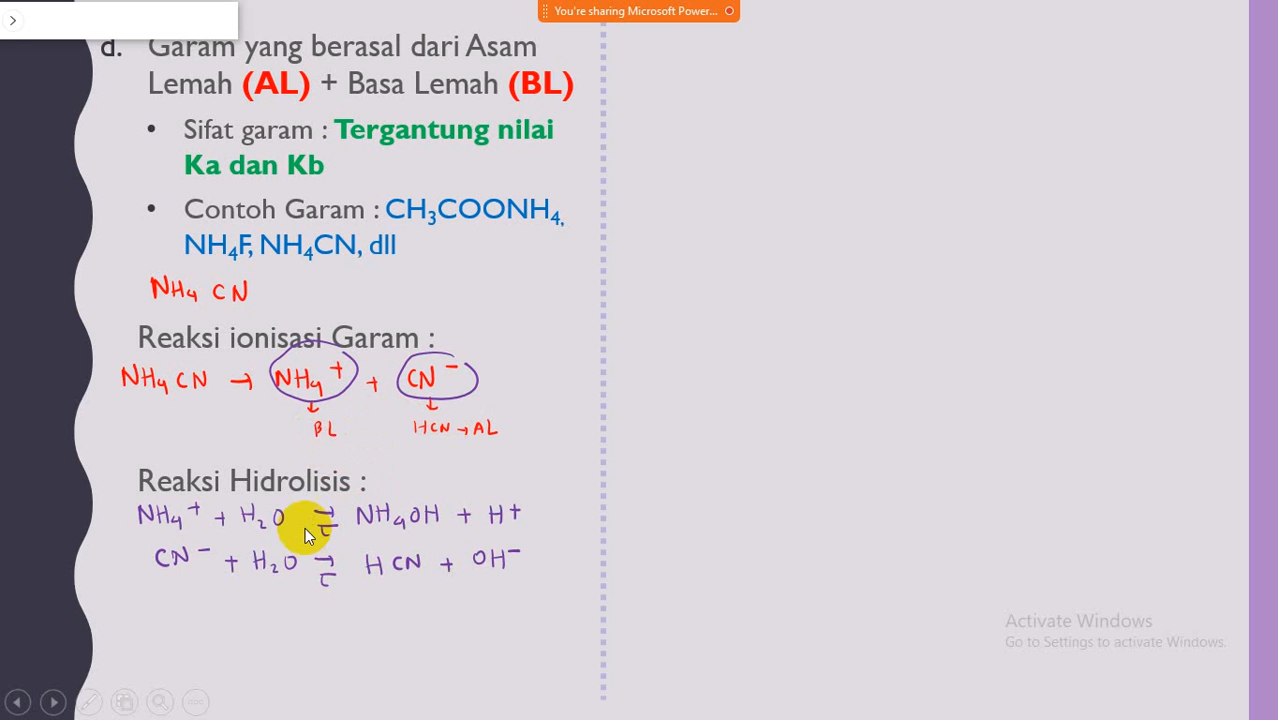 You're sharing Microsoft Power...
d. Garam yang berasal dari Asam
Lemah (AL) + Basa Lemah (BL)
• Sifat garam : Tergantung nilai
Ka dan Kb
• Contoh Garam : CH₃COONH₄,
NH₄F, NH₄CN, dll
NH₄ CN
Reaksi ionisasi Garam :
NH₄ CN → NH₄⁺ + CN⁻
↓ ↓
BL HCN → AL
Reaksi Hidrolisis :
NH₄⁺ + H₂O ⇌ NH₄OH + H⁺
CN⁻ + H₂O ⇌ HCN + OH⁻
Activate Windows
Go to Settings to activate Windows.